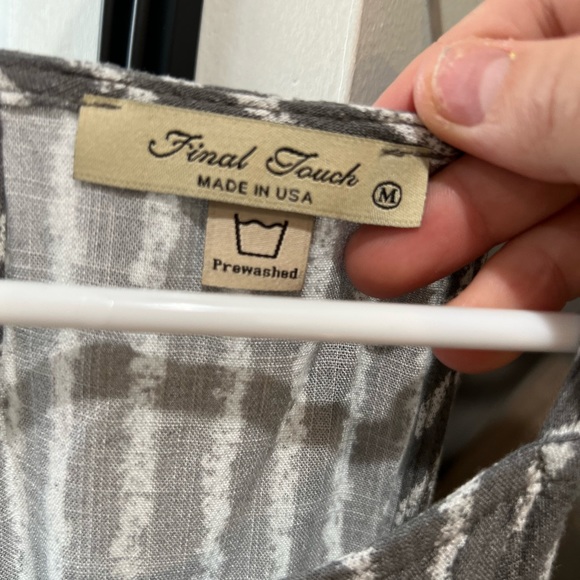 Final Touch
MADE IN USA
M
Prewashed